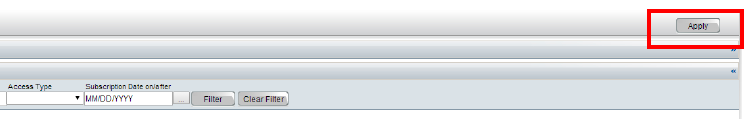 Apply
Access Type Subscription Date on/after
MM/DD/YYYY ... Filter Clear Filter